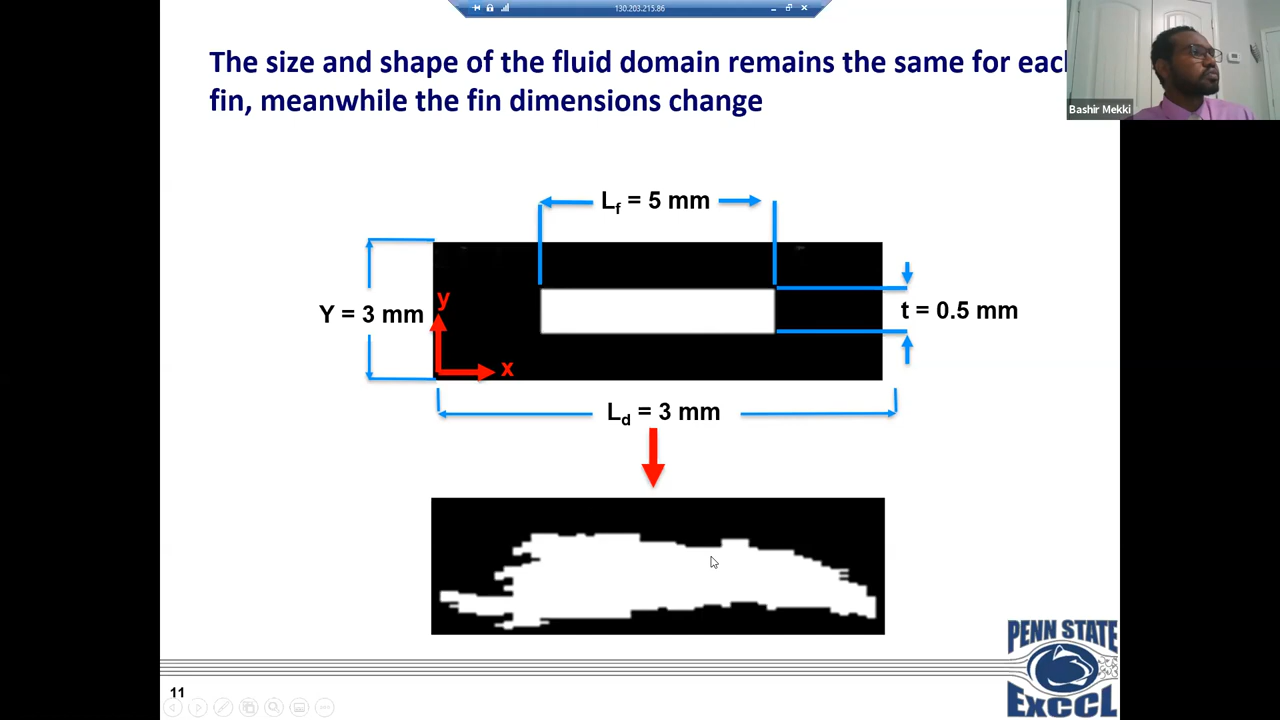 130.203.215.86
The size and shape of the fluid domain remains the same for each
fin, meanwhile the fin dimensions change
Bashir Mekki
Lf = 5 mm
y
Y = 3 mm
t = 0.5 mm
x
Ld = 3 mm
PENN STATE
ExCCL
11